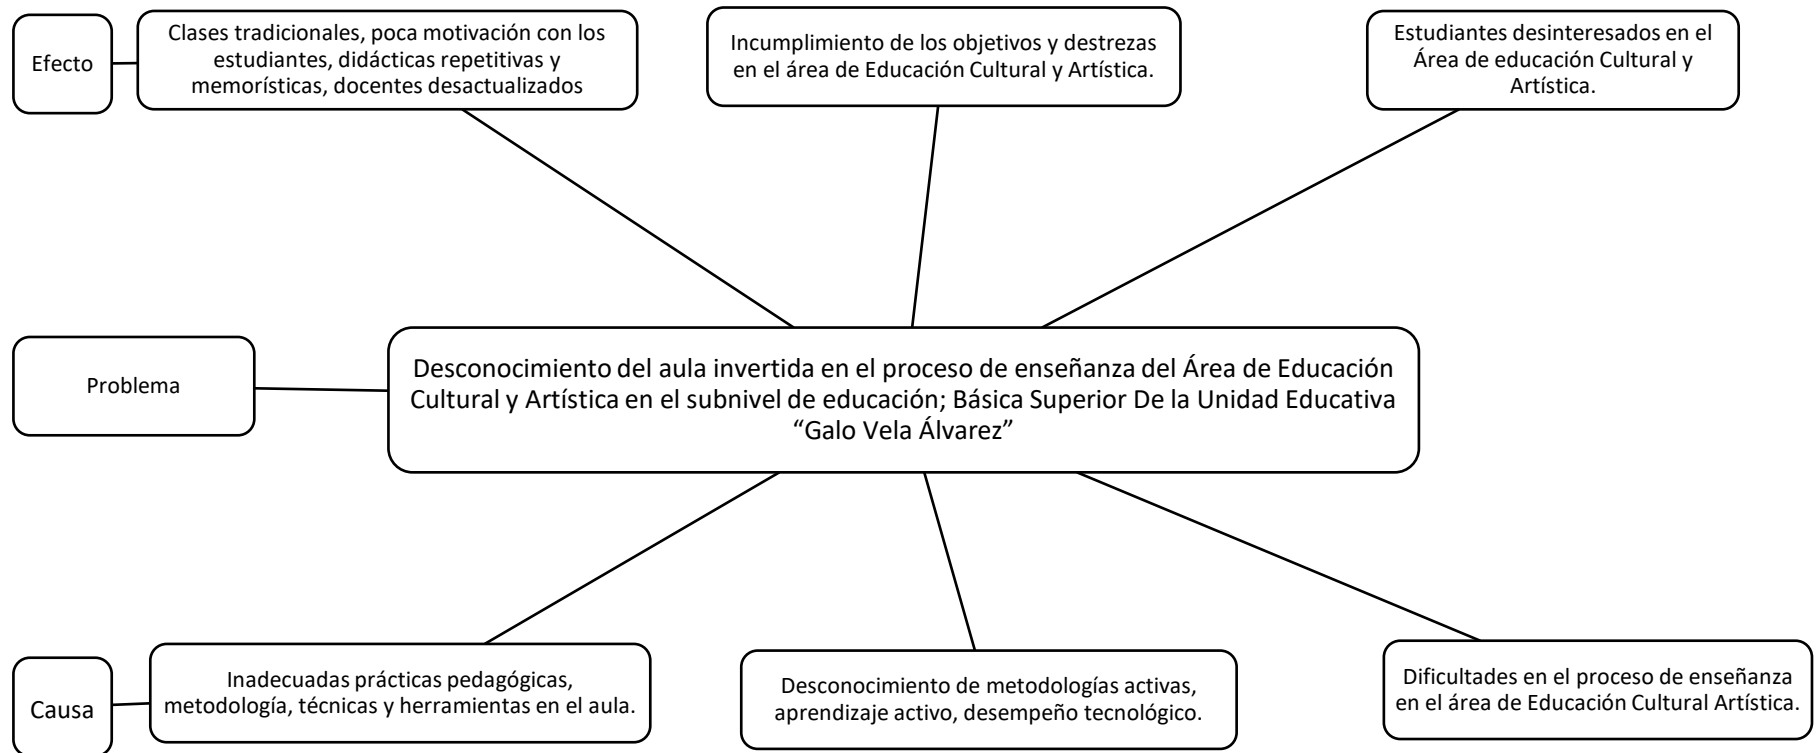 Efecto
Clases tradicionales, poca motivación con los
estudiantes, didácticas repetitivas y
memorísticas, docentes desactualizados
Incumplimiento de los objetivos y destrezas
en el área de Educación Cultural y Artística.
Estudiantes desinteresados en el
Área de educación Cultural y
Artística.
Problema
Desconocimiento del aula invertida en el proceso de enseñanza del Área de Educación
Cultural y Artística en el subnivel de educación; Básica Superior De la Unidad Educativa
“Galo Vela Álvarez”
Causa
Inadecuadas prácticas pedagógicas,
metodología, técnicas y herramientas en el aula.
Desconocimiento de metodologías activas,
aprendizaje activo, desempeño tecnológico.
Dificultades en el proceso de enseñanza
en el área de Educación Cultural Artística.